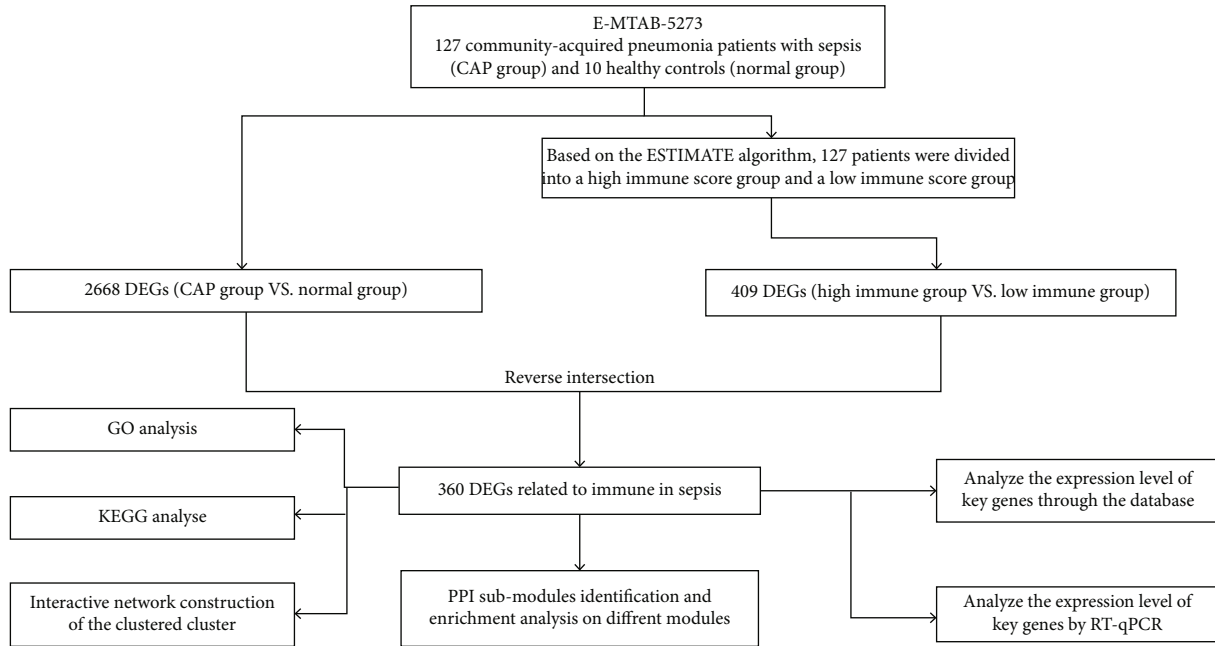 E-MTAB-5273
127 community-acquired pneumonia patients with sepsis
(CAP group) and 10 healthy controls (normal group)
Based on the ESTIMATE algorithm, 127 patients were divided
into a high immune score group and a low immune score group
2668 DEGs (CAP group VS. normal group)
409 DEGs (high immune group VS. low immune group)
Reverse intersection
GO analysis
KEGG analyse
Interactive network construction
of the clustered cluster
360 DEGs related to immune in sepsis
PPI sub-modules identification and
enrichment analysis on diffrent modules
Analyze the expression level of
key genes through the database
Analyze the expression level of
key genes by RT-qPCR